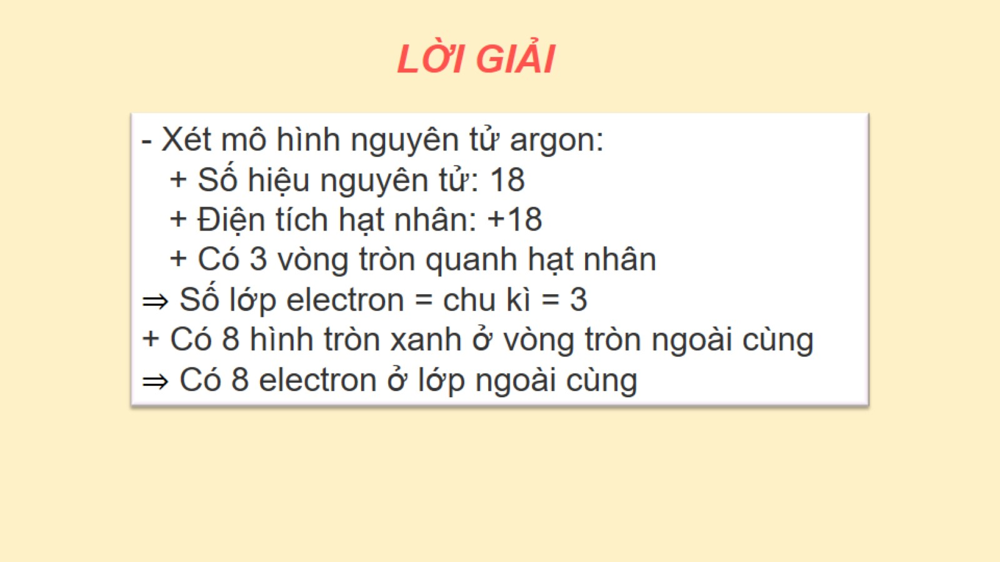 LỜI GIẢI
- Xét mô hình nguyên tử argon:
+ Số hiệu nguyên tử: 18
+ Điện tích hạt nhân: +18
+ Có 3 vòng tròn quanh hạt nhân
⇒ Số lớp electron = chu kì = 3
+ Có 8 hình tròn xanh ở vòng tròn ngoài cùng
⇒ Có 8 electron ở lớp ngoài cùng